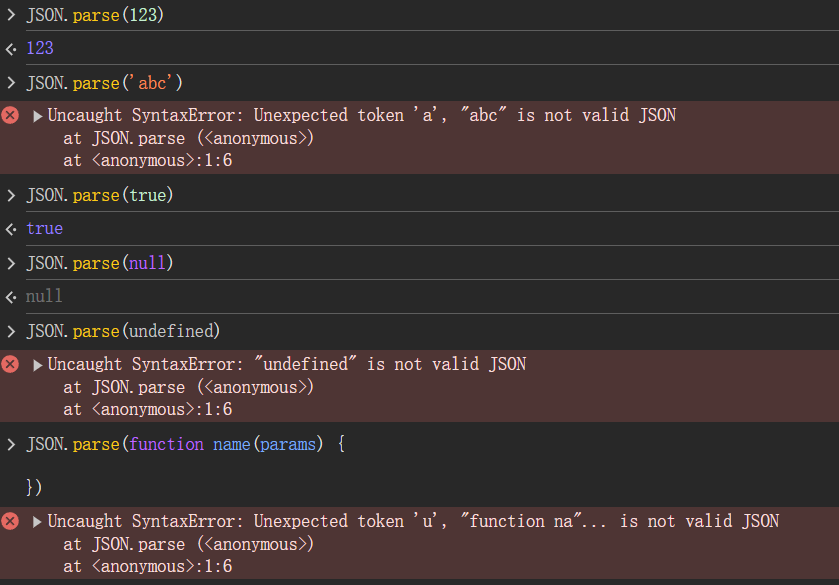 JSON.parse(123)
123
JSON.parse('abc')
Uncaught SyntaxError: Unexpected token 'a', "abc" is not valid JSON
at JSON.parse (<anonymous>)
at <anonymous>:1:6
JSON.parse(true)
true
JSON.parse(null)
null
JSON.parse(undefined)
Uncaught SyntaxError: "undefined" is not valid JSON
at JSON.parse (<anonymous>)
at <anonymous>:1:6
JSON.parse(function name(params) {
})
Uncaught SyntaxError: Unexpected token 'u', "function na"... is not valid JSON
at JSON.parse (<anonymous>)
at <anonymous>:1:6